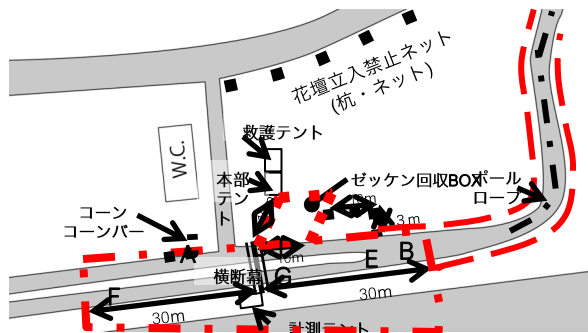 花壇立入禁止ネット
(杭・ネット)
救護テント
W.C.
本部
テン
ト
ゼッケン回収BOX
ポール
ロープ
コーン
コーンバー
3m
A
横断幕
10m
G
E
B
F
30m
30m
計測テント